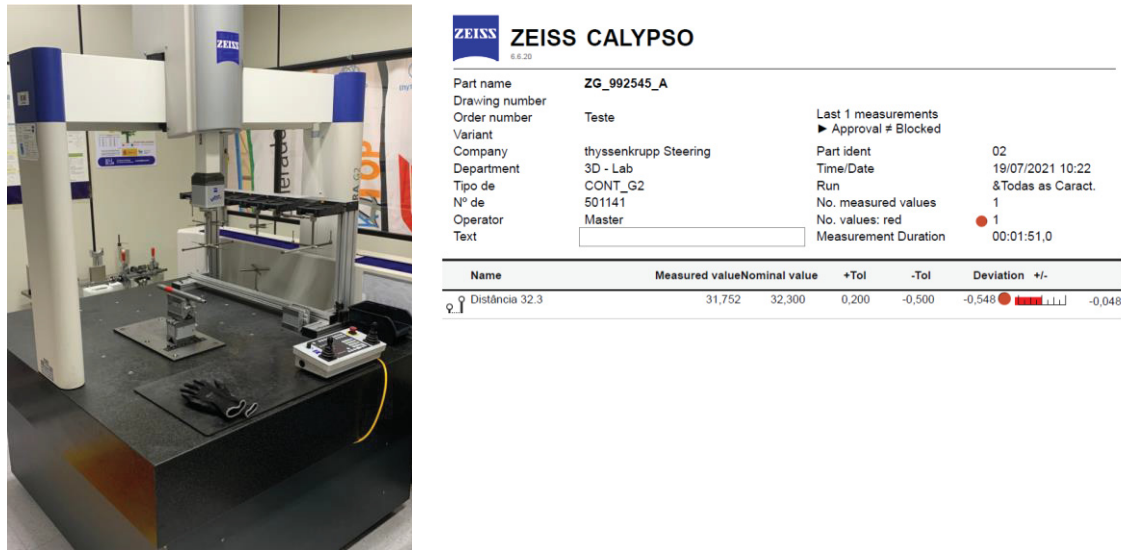 ZEISS
ZEISS
ZEISS CALYPSO
6.6.20
Part name ZG_992545_A
Drawing number
Order number Teste Last 1 measurements
Variant ► Approval ≠ Blocked
Company thyssenkrupp Steering Part ident 02
Department 3D - Lab Time/Date 19/07/2021 10:22
Tipo de CONT_G2 Run &Todas as Caract.
Nº de 501141 No. measured values 1
Operator Master No. values: red 1
Text Measurement Duration 00:01:51,0
Name Measured value Nominal value +Tol -Tol Deviation +/-
Distância 32.3 31,752 32,300 0,200 -0,500 -0,548 -0,048